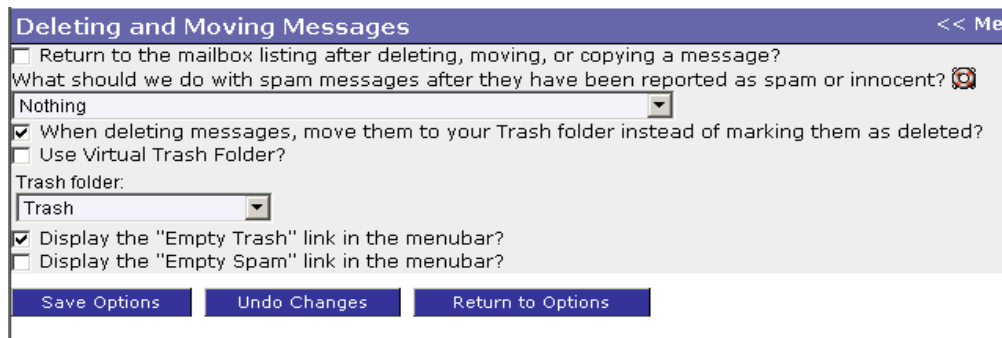 Deleting and Moving Messages << Me
Return to the mailbox listing after deleting, moving, or copying a message?
What should we do with spam messages after they have been reported as spam or innocent?
Nothing
When deleting messages, move them to your Trash folder instead of marking them as deleted?
Use Virtual Trash Folder?
Trash folder:
Trash
Display the "Empty Trash" link in the menubar?
Display the "Empty Spam" link in the menubar?
Save Options Undo Changes Return to Options